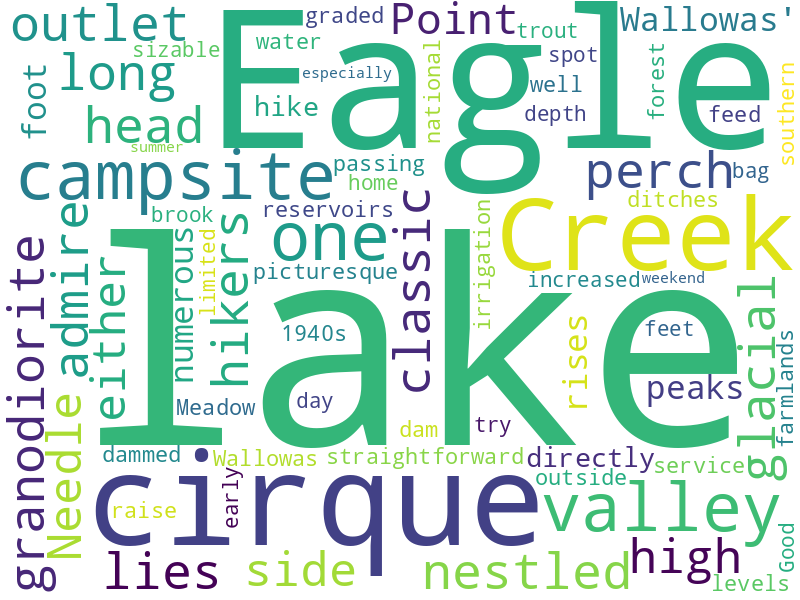 outlet
sizable
graded
water
especially
Point
trout
Wallowas'
Eagle
long
foot
hike
national
spot
well
forest
southern
head
summer
depth
feed
campsite
passing
home
perch
bag
brook
reservoirs
ditches
admire
either
numerous
limited
hikers
one
classic
irrigation
Creek
picturesque
increased
weekend
lake
1940s
feet
granodiorite
Meadow
day
rises
peaks
glacial
farmlands
Needle
dam
try
dammed
Wallowas
straightforward
directly
service
outside
cirque
raise
early
valley
lies
side
nestled
high
levels
Good